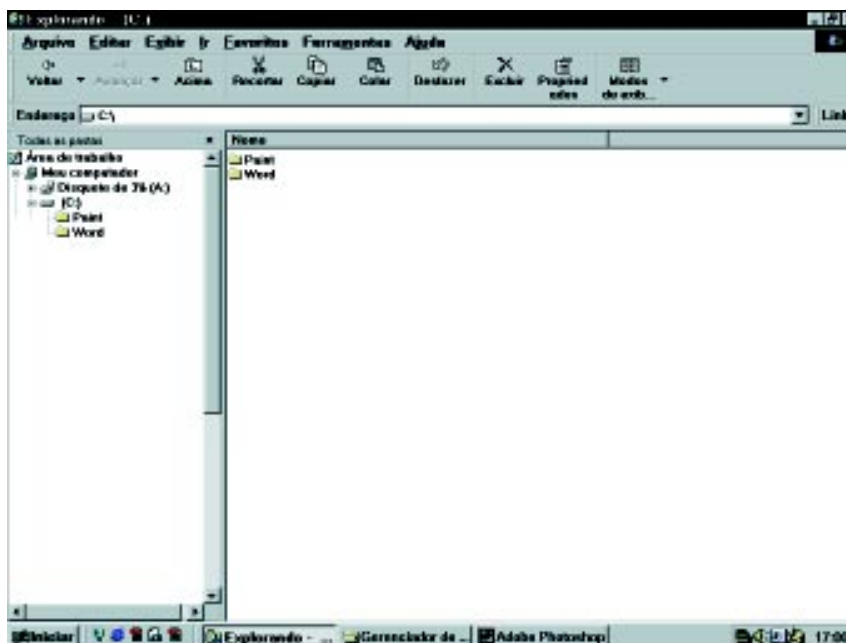 Explorando - (C:)
Arquivo Editar Exibir Ir Favoritos Ferramentas Ajuda
Voltar Avançar Acima Recortar Copiar Colar Desfazer Excluir Propriedades Modos de exib...
Endereço C:\ Link
Todas as pastas
Nome
Área de trabalho
Meu computador
Disquete de 3½ (A:)
(C:)
Paint
Word
Paint
Word
Iniciar Explorando - ... Gerenciador de ... Adobe Photoshop